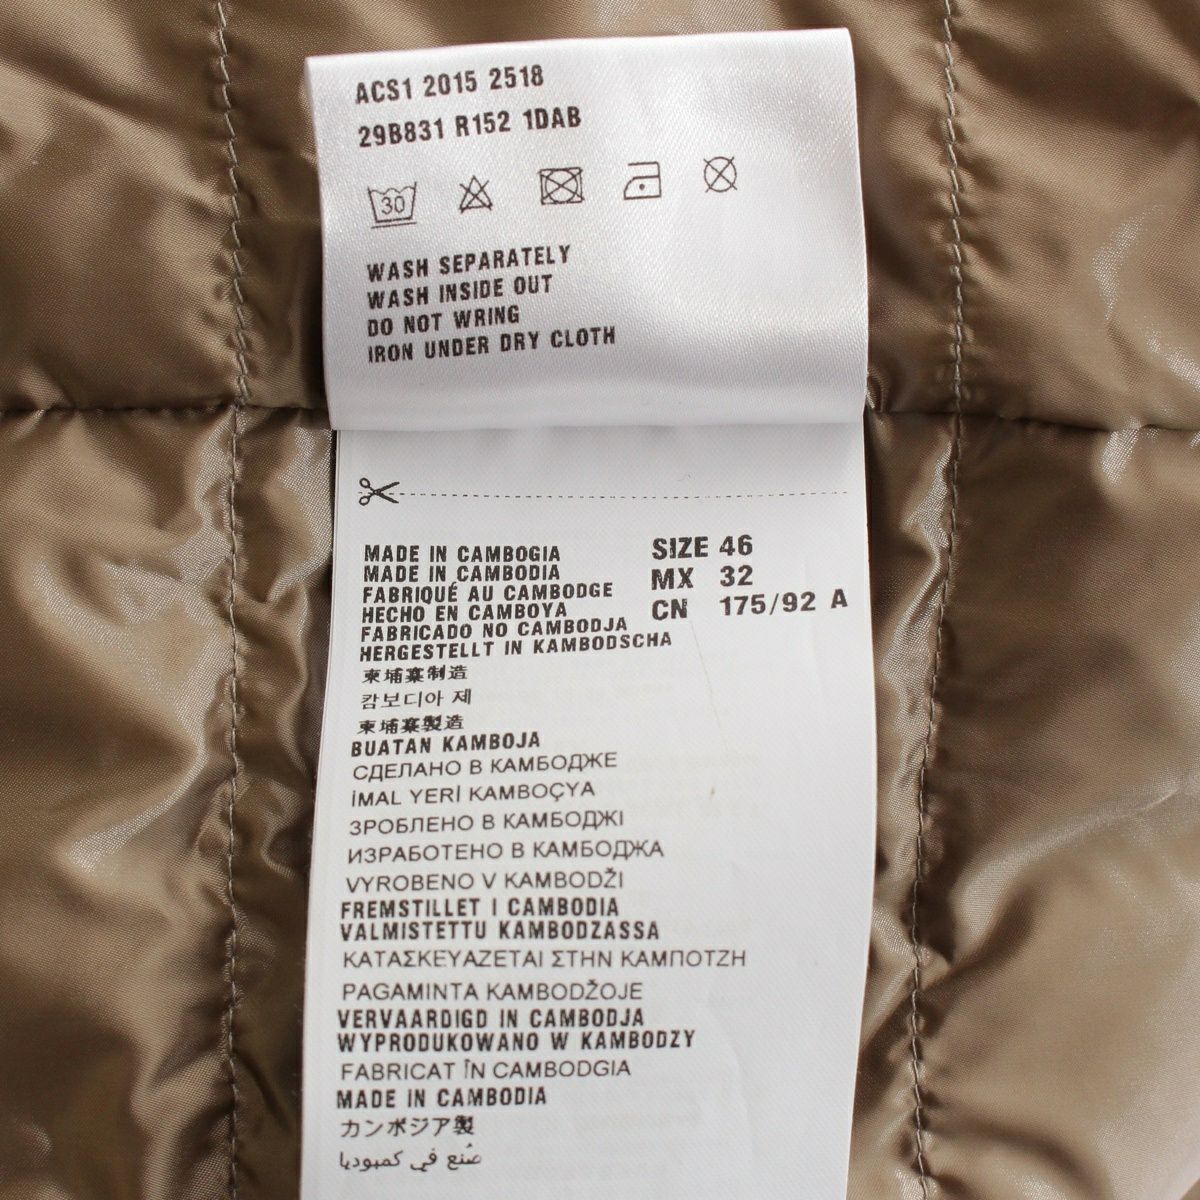 ACS1 2015 2518
29B831 R152 1DAB
30
WASH SEPARATELY
WASH INSIDE OUT
DO NOT WRING
IRON UNDER DRY CLOTH
MADE IN CAMBOGIA
MADE IN CAMBODIA
FABRIQUÉ AU CAMBODGE
HECHO EN CAMBOYA
FABRICADO NO CAMBODJA
HERGESTELLT IN KAMBODSCHA
SIZE 46
MX 32
CN 175/92 A
柬埔寨制造
캄보디아 제
柬埔寨製造
BUATAN KAMBOJA
СДЕЛАНО В КАМБОДЖЕ
İMAL YERİ KAMBOÇYA
ЗРОБЛЕНО В КАМБОДЖІ
ИЗРАБОТЕНО В КАМБОДЖА
VYROBENO V KAMBODŽI
FREMSTILLET I CAMBODIA
VALMISTETTU KAMBODZASSA
ΚΑΤΑΣΚΕΥΑΖΕΤΑΙ ΣΤΗΝ ΚΑΜΠΟΤΖΗ
PAGAMINTA KAMBODŽOJE
VERVAARDIGD IN CAMBODJA
WYPRODUKOWANO W KAMBODZY
FABRICAT ÎN CAMBODGIA
MADE IN CAMBODIA
カンボジア製
صُنع في كمبوديا